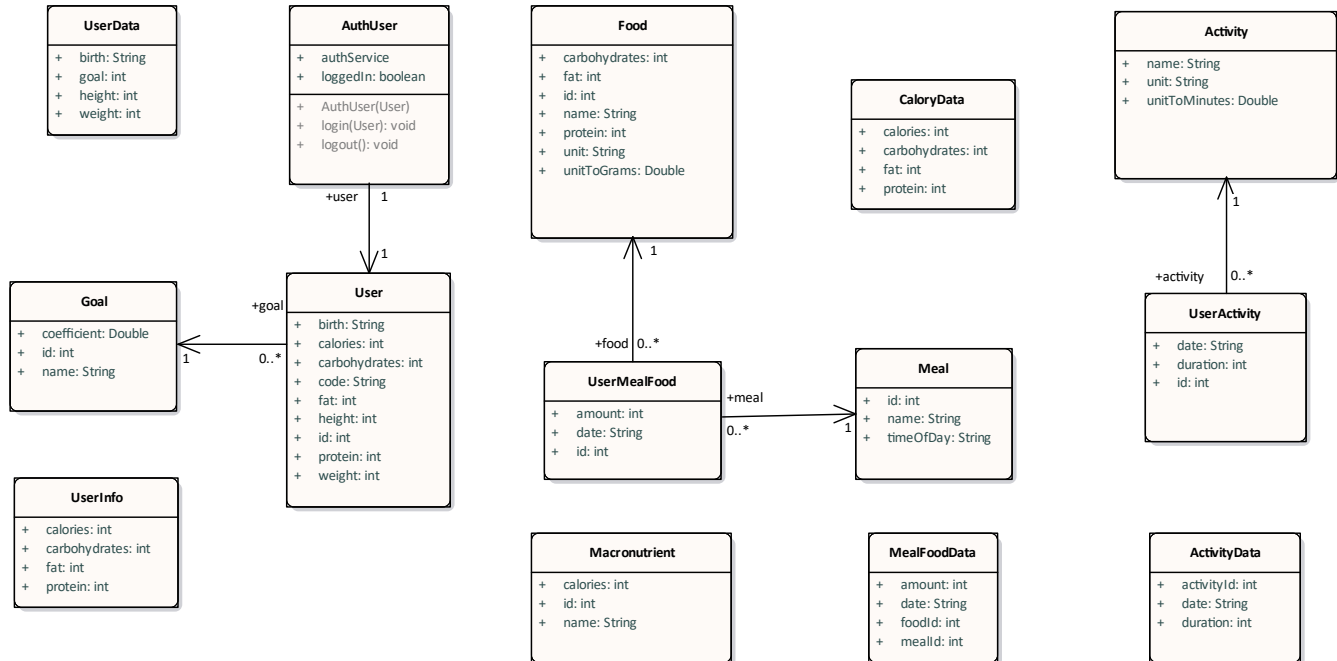 UserData
+ birth: String
+ goal: int
+ height: int
+ weight: int
AuthUser
+ authService
+ loggedIn: boolean
+ AuthUser(User)
+ login(User): void
+ logout(): void
+user 1
1
Food
+ carbohydrates: int
+ fat: int
+ id: int
+ name: String
+ protein: int
+ unit: String
+ unitToGrams: Double
1
CaloryData
+ calories: int
+ carbohydrates: int
+ fat: int
+ protein: int
Activity
+ name: String
+ unit: String
+ unitToMinutes: Double
1
+activity 0..*
Goal
+ coefficient: Double
+ id: int
+ name: String
+goal
1 0..*
User
+ birth: String
+ calories: int
+ carbohydrates: int
+ code: String
+ fat: int
+ height: int
+ id: int
+ protein: int
+ weight: int
+food 0..*
UserMealFood
+ amount: int
+ date: String
+ id: int
+meal
0..* 1
Meal
+ id: int
+ name: String
+ timeOfDay: String
UserActivity
+ date: String
+ duration: int
+ id: int
UserInfo
+ calories: int
+ carbohydrates: int
+ fat: int
+ protein: int
Macronutrient
+ calories: int
+ id: int
+ name: String
MealFoodData
+ amount: int
+ date: String
+ foodId: int
+ mealId: int
ActivityData
+ activityId: int
+ date: String
+ duration: int